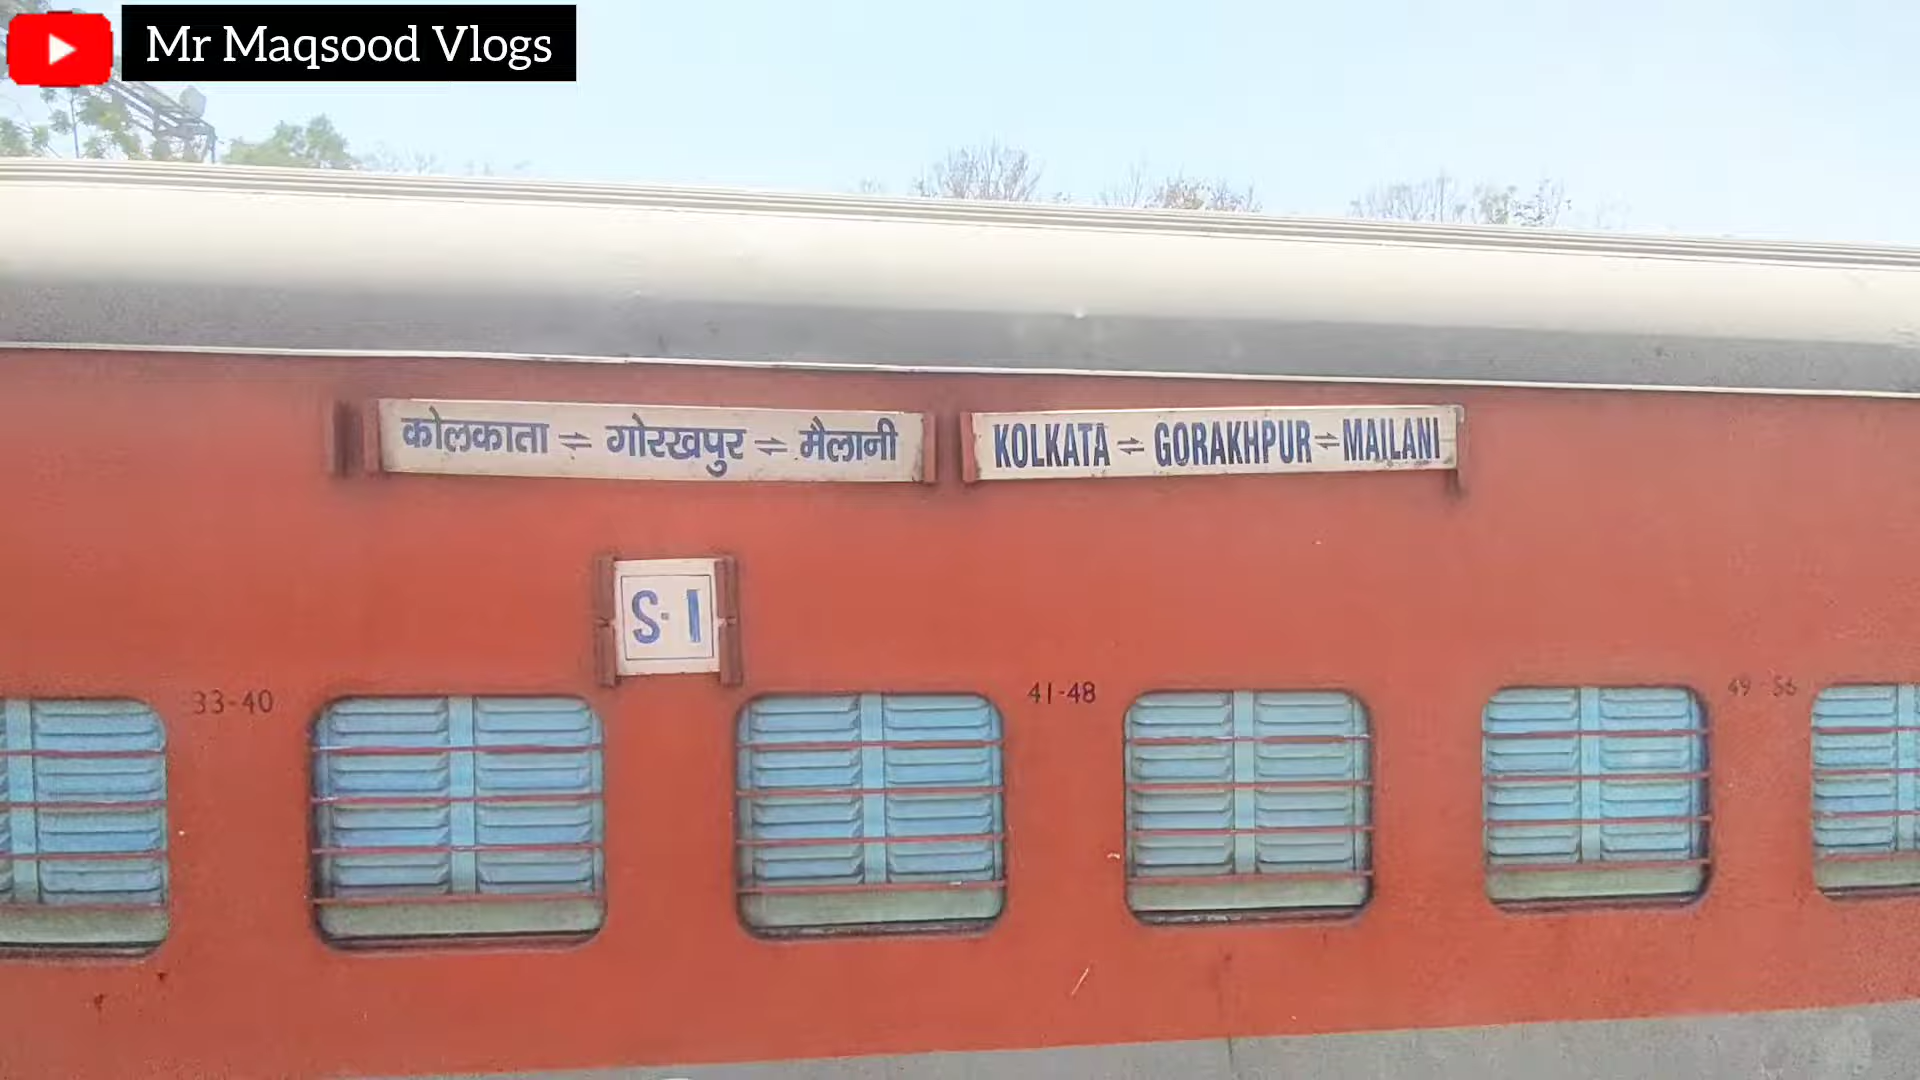 Mr Maqsood Vlogs
कोलकाता ⇌ गोरखपुर ⇌ मैलानी
KOLKATA ⇌ GORAKHPUR ⇌ MAILANI
S-1
33-40
41-48
49-56